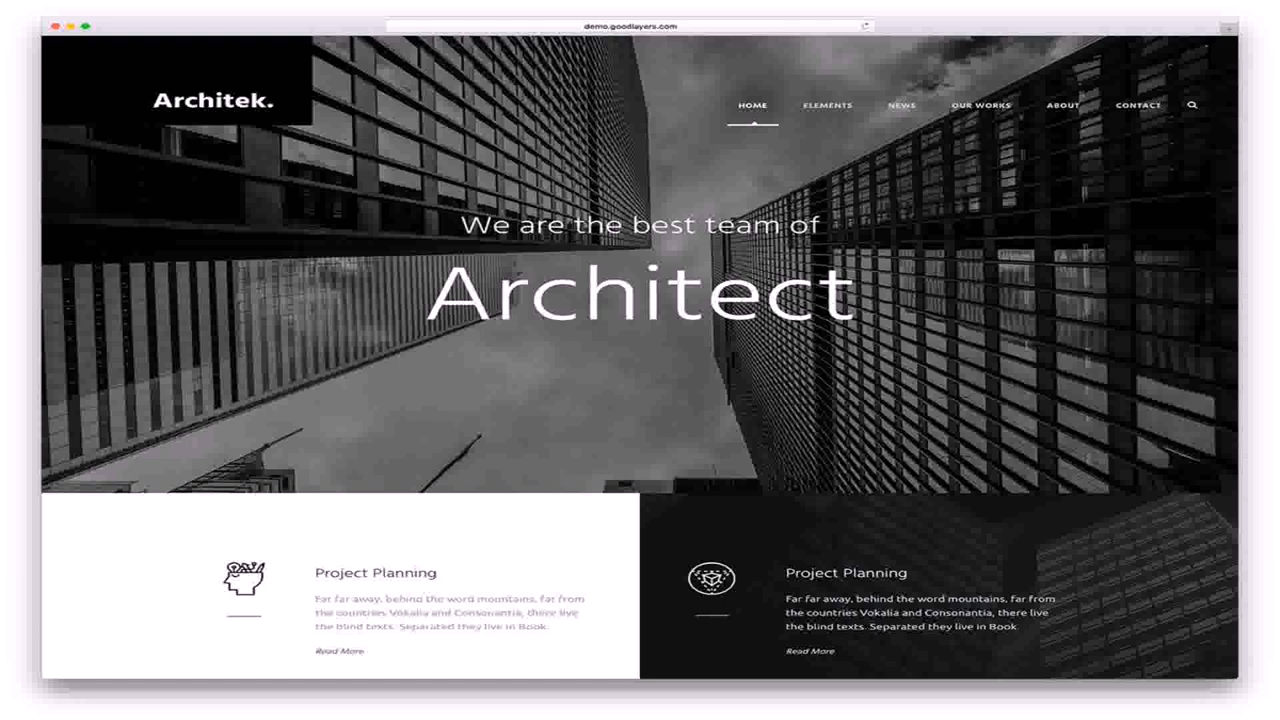 demo.goodlayers.com
Architek.
HOME ELEMENTS NEWS OUR WORKS ABOUT CONTACT
We are the best team of
Architect
Project Planning
Far far away, behind the word mountains, far from
the countries Vokalia and Consonantia, there live
the blind texts. Separated they live in Book.
Read More
Project Planning
Far far away, behind the word mountains, far from
the countries Vokalia and Consonantia, there live
the blind texts. Separated they live in Book.
Read More